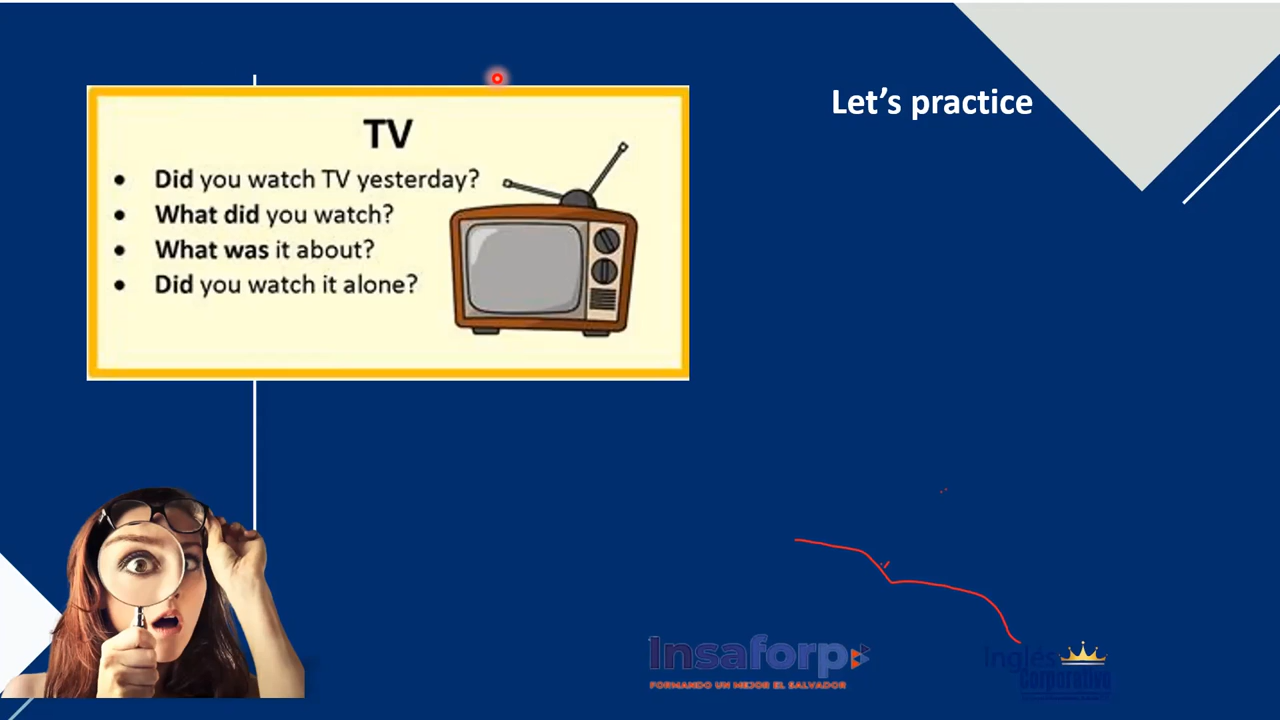 Let's practice
TV
• Did you watch TV yesterday?
• What did you watch?
• What was it about?
• Did you watch it alone?
Insaforp
FORMANDO UN MEJOR EL SALVADOR
Inglés
Corporativo